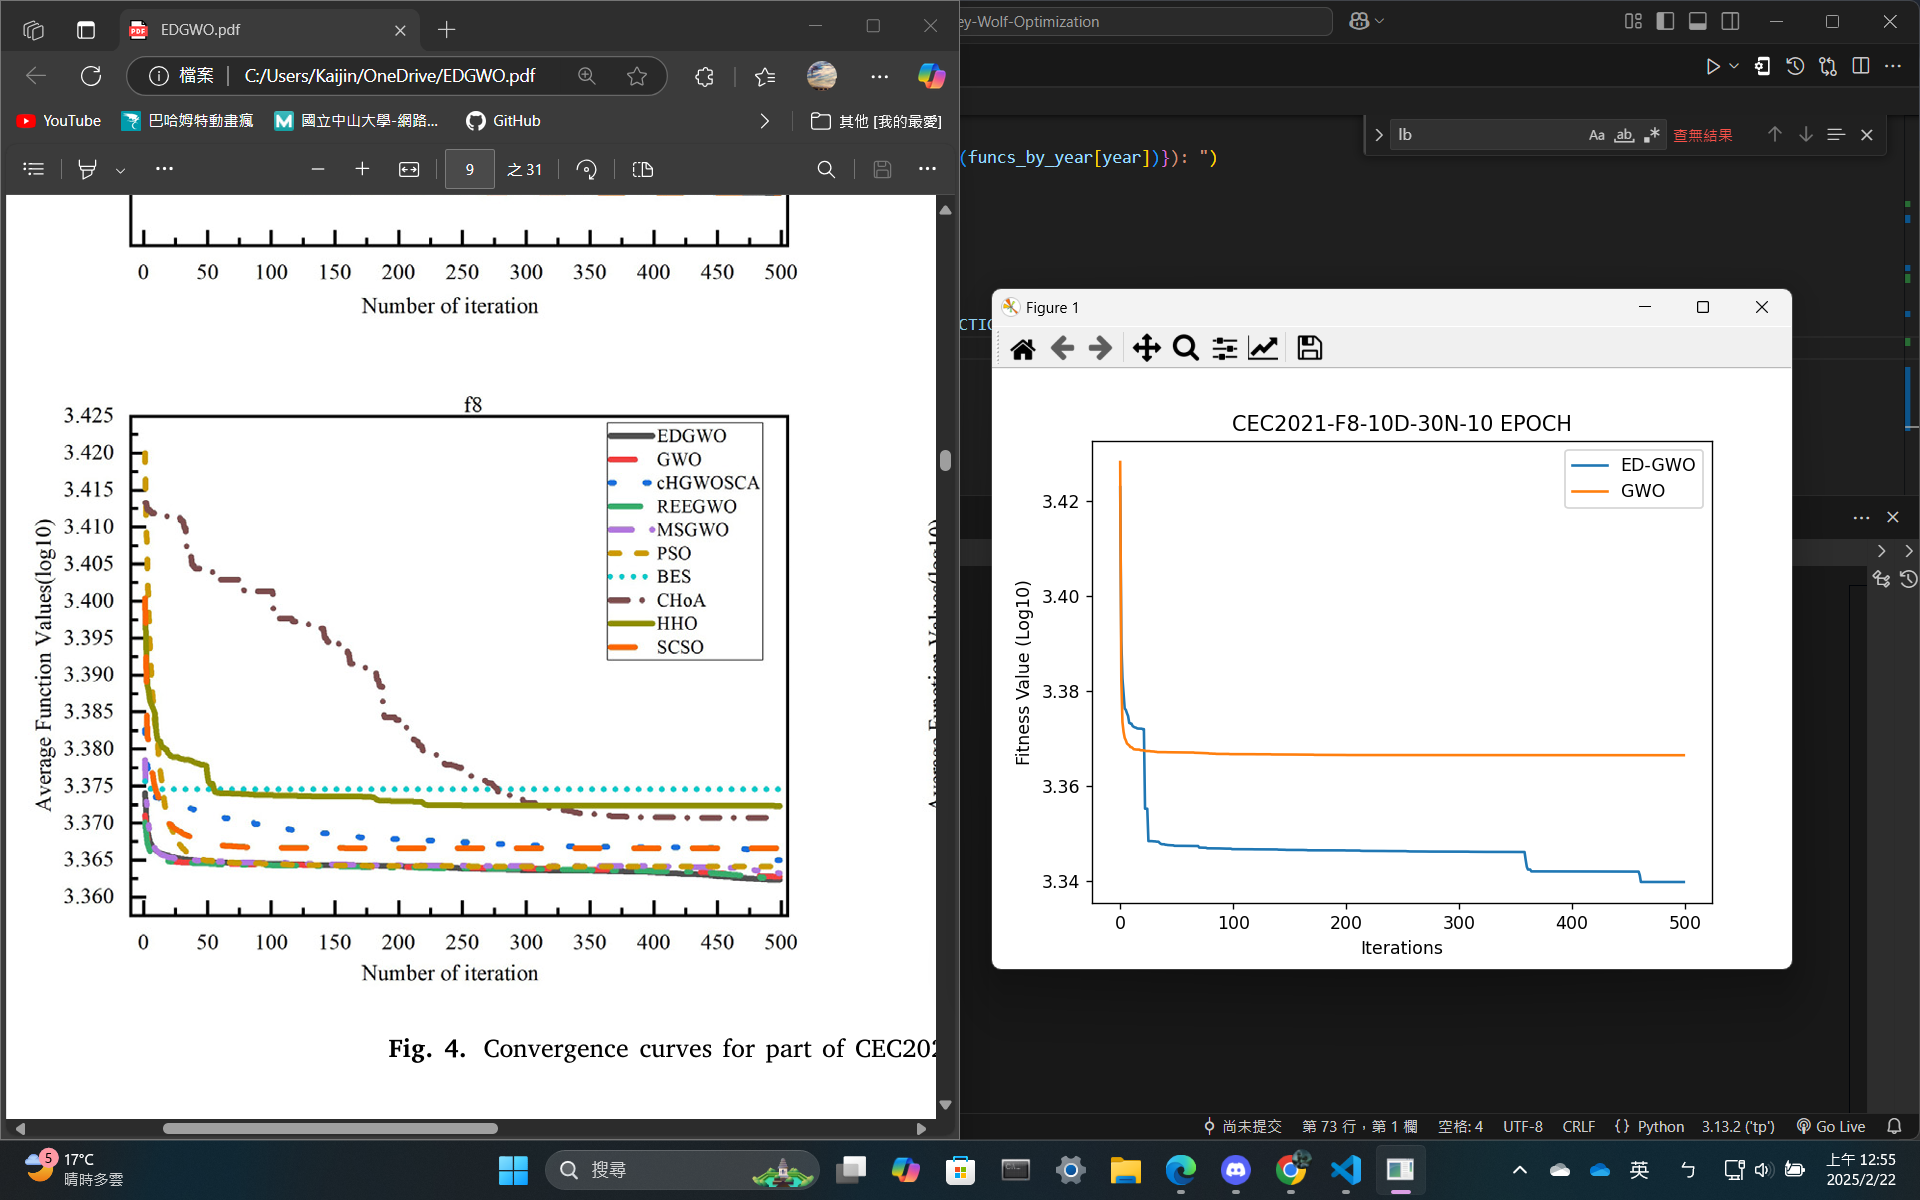 EDGWO.pdf
檔案
C:/Users/Kaijin/OneDrive/EDGWO.pdf
YouTube
巴哈姆特動畫瘋
國立中山大學-網路...
GitHub
其他 [我的最愛]
9
之 31
0 50 100 150 200 250 300 350 400 450 500
Number of iteration
f8
3.425
3.420
3.415
3.410
3.405
3.400
3.395
3.390
3.385
3.380
3.375
3.370
3.365
3.360
Average Function Values(log10)
EDGWO
GWO
cHGWOSCA
REEGWO
MSGWO
PSO
BES
CHoA
HHO
SCSO
0 50 100 150 200 250 300 350 400 450 500
Number of iteration
Fig. 4. Convergence curves for part of CEC202
ey-Wolf-Optimization
lb
Aa
ab
查無結果
(funcs_by_year[year])}): ")
CTIO
Figure 1
CEC2021-F8-10D-30N-10 EPOCH
ED-GWO
GWO
3.42
3.40
3.38
3.36
3.34
Fitness Value (Log10)
0 100 200 300 400 500
Iterations
尚未提交
第 73 行，第 1 欄
空格: 4
UTF-8
CRLF
{} Python
3.13.2 ('tp')
Go Live
5
17°C
晴時多雲
搜尋
英
ㄅ
上午 12:55
2025/2/22